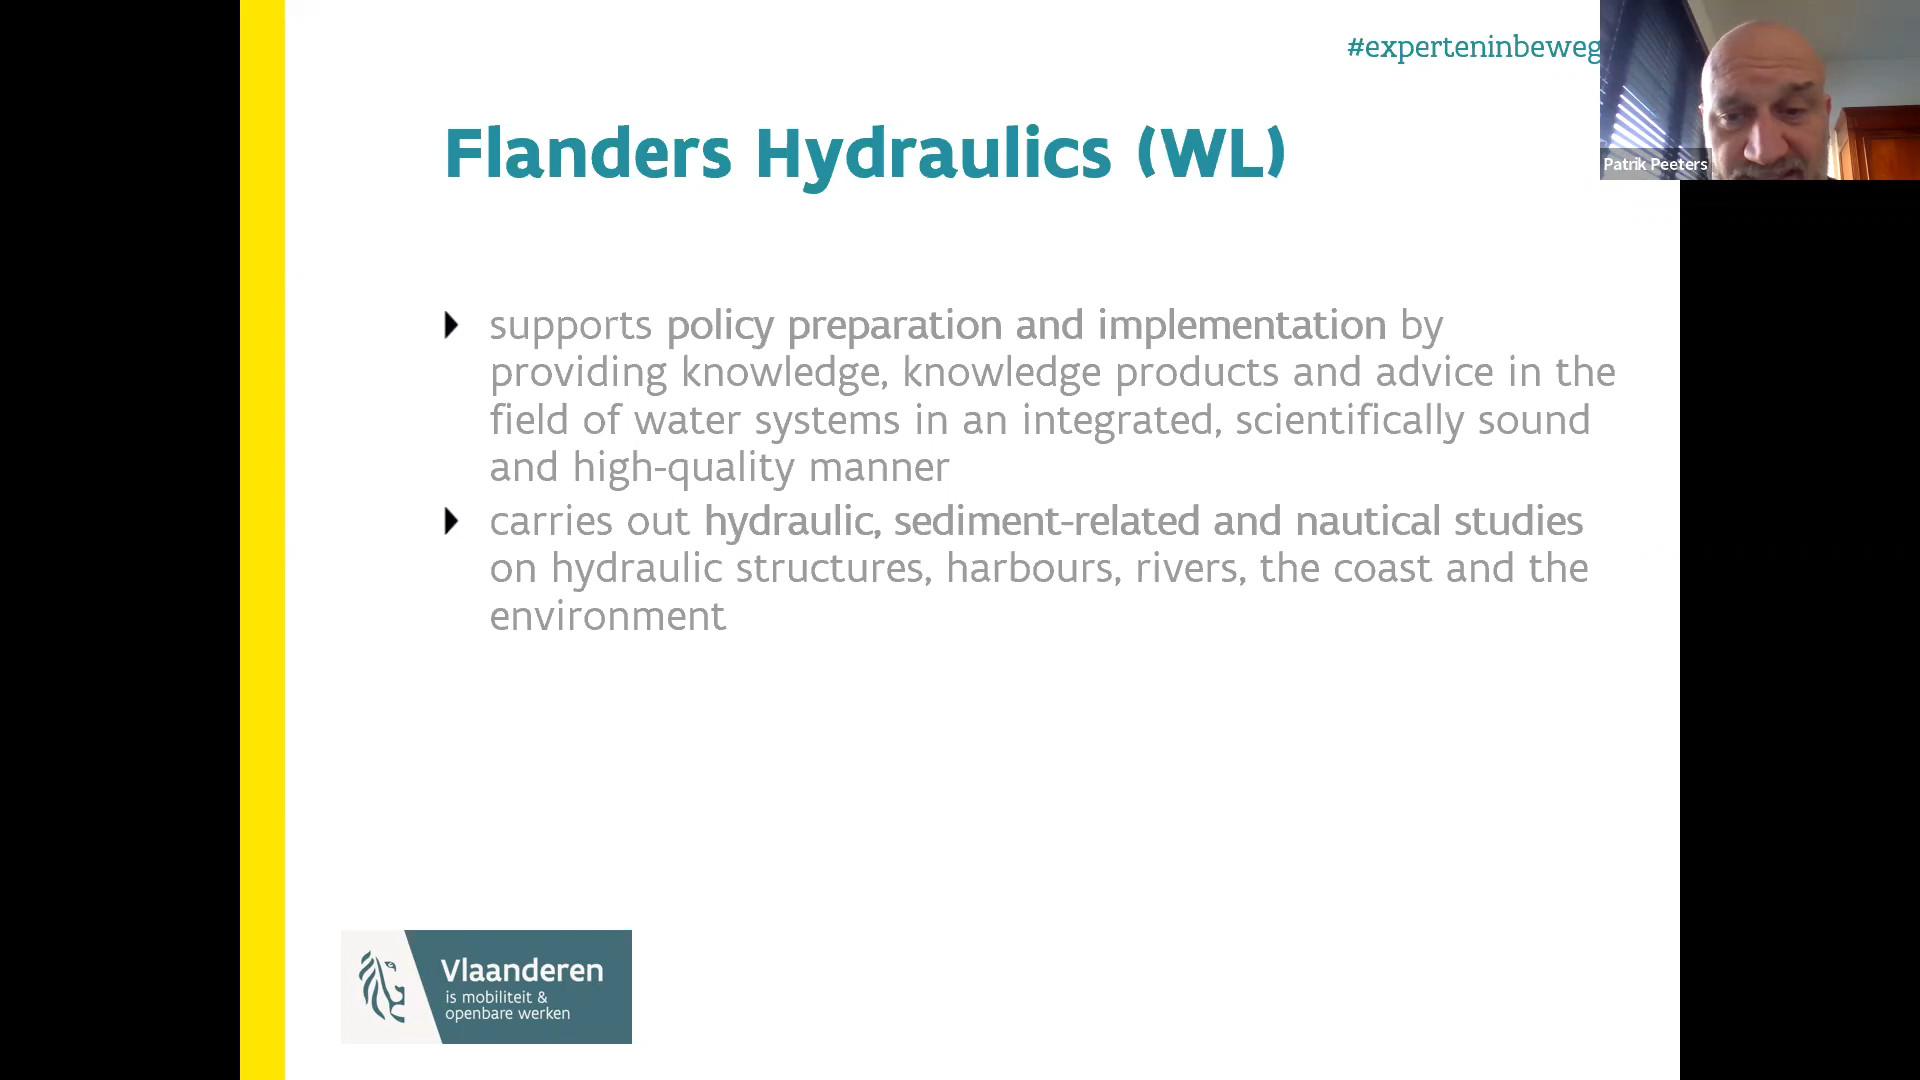 #experteninbeweg
Patrik Peeters
Flanders Hydraulics (WL)
supports policy preparation and implementation by
providing knowledge, knowledge products and advice in the
field of water systems in an integrated, scientifically sound
and high-quality manner
carries out hydraulic, sediment-related and nautical studies
on hydraulic structures, harbours, rivers, the coast and the
environment
Vlaanderen
is mobiliteit &
openbare werken